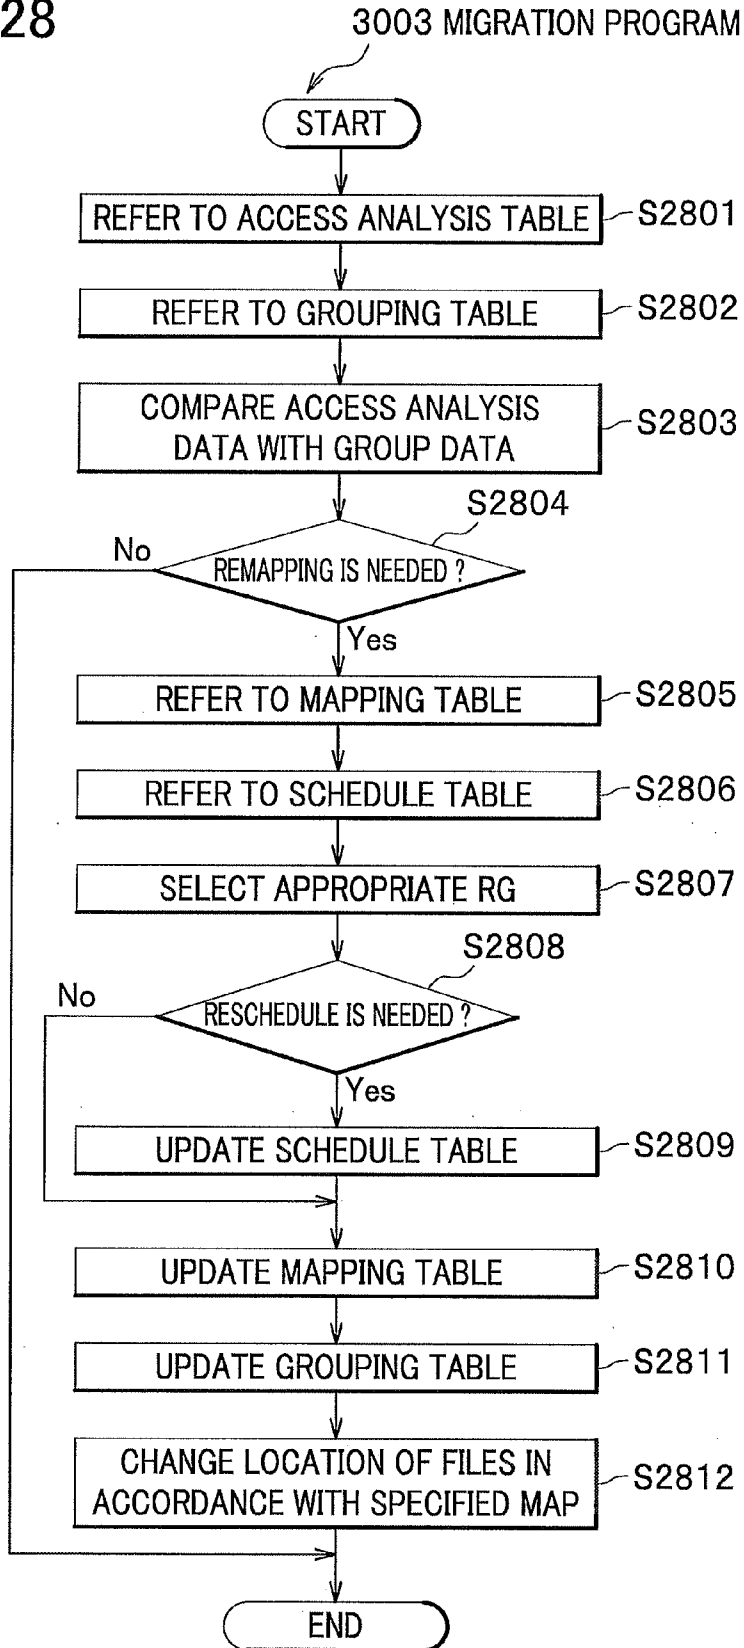 28
3003 MIGRATION PROGRAM
START
REFER TO ACCESS ANALYSIS TABLE
S2801
REFER TO GROUPING TABLE
S2802
COMPARE ACCESS ANALYSIS
DATA WITH GROUP DATA
S2803
S2804
No
REMAPPING IS NEEDED ?
Yes
REFER TO MAPPING TABLE
S2805
REFER TO SCHEDULE TABLE
S2806
SELECT APPROPRIATE RG
S2807
S2808
No
RESCHEDULE IS NEEDED ?
Yes
UPDATE SCHEDULE TABLE
S2809
UPDATE MAPPING TABLE
S2810
UPDATE GROUPING TABLE
S2811
CHANGE LOCATION OF FILES IN
ACCORDANCE WITH SPECIFIED MAP
S2812
END